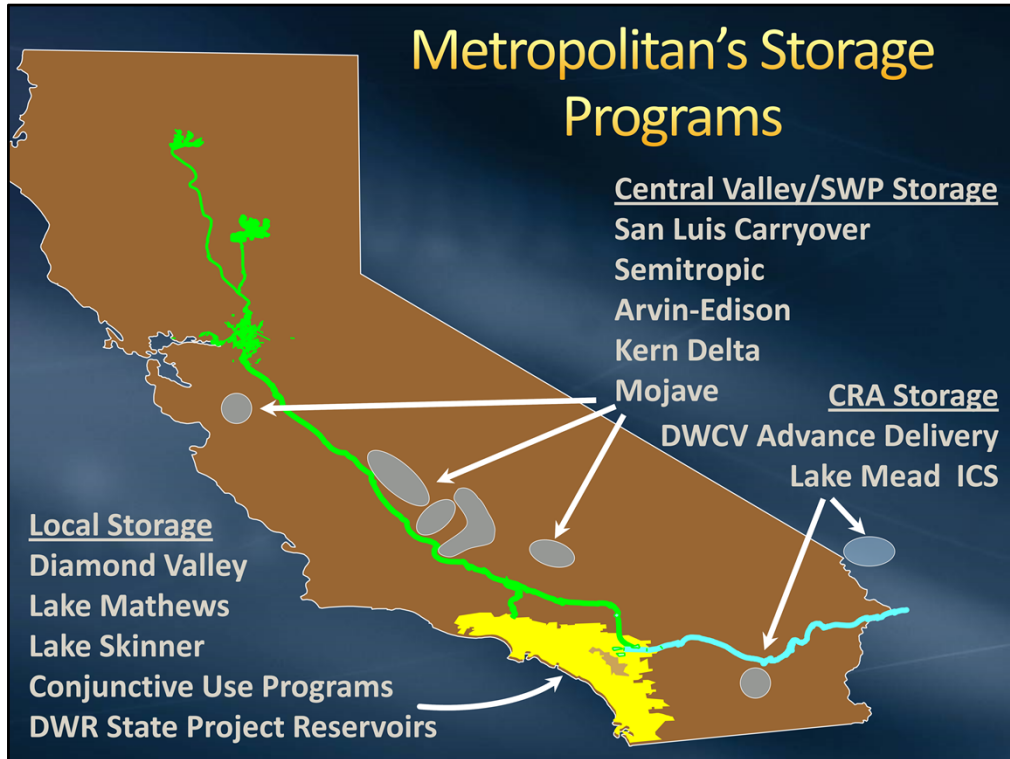 Metropolitan's Storage
Programs
Central Valley/SWP Storage
San Luis Carryover
Semitropic
Arvin-Edison
Kern Delta
Mojave
CRA Storage
DWCV Advance Delivery
Lake Mead ICS
Local Storage
Diamond Valley
Lake Mathews
Lake Skinner
Conjunctive Use Programs
DWR State Project Reservoirs